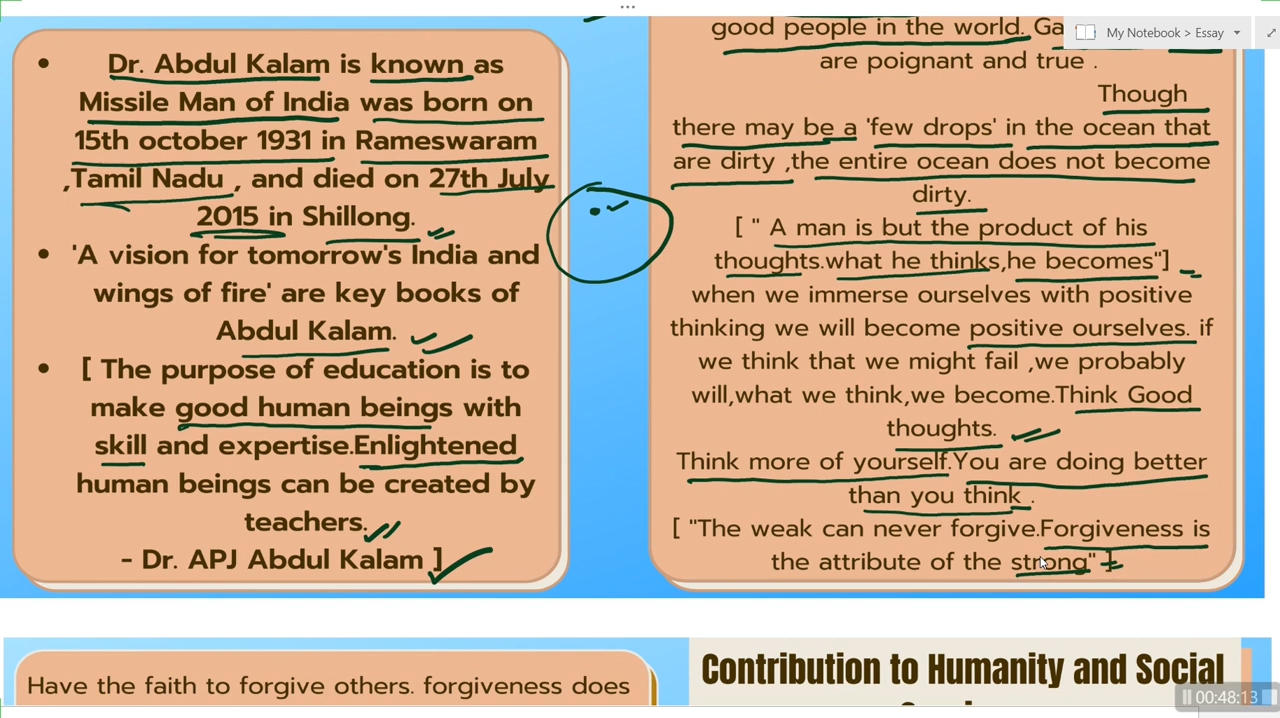 My Notebook > Essay
• Dr. Abdul Kalam is known as
Missile Man of India was born on
15th october 1931 in Rameswaram
,Tamil Nadu , and died on 27th July
2015 in Shillong.
• 'A vision for tomorrow's India and
wings of fire' are key books of
Abdul Kalam.
• [ The purpose of education is to
make good human beings with
skill and expertise.Enlightened
human beings can be created by
teachers.
- Dr. APJ Abdul Kalam ]
good people in the world.
are poignant and true .
Though
there may be a 'few drops' in the ocean that
are dirty ,the entire ocean does not become
dirty.
[ " A man is but the product of his
thoughts.what he thinks,he becomes"]
when we immerse ourselves with positive
thinking we will become positive ourselves. if
we think that we might fail ,we probably
will,what we think,we become.Think Good
thoughts.
Think more of yourself.You are doing better
than you think .
[ "The weak can never forgive.Forgiveness is
the attribute of the strong" ]
Have the faith to forgive others. forgiveness does
Contribution to Humanity and Social
00:48:13